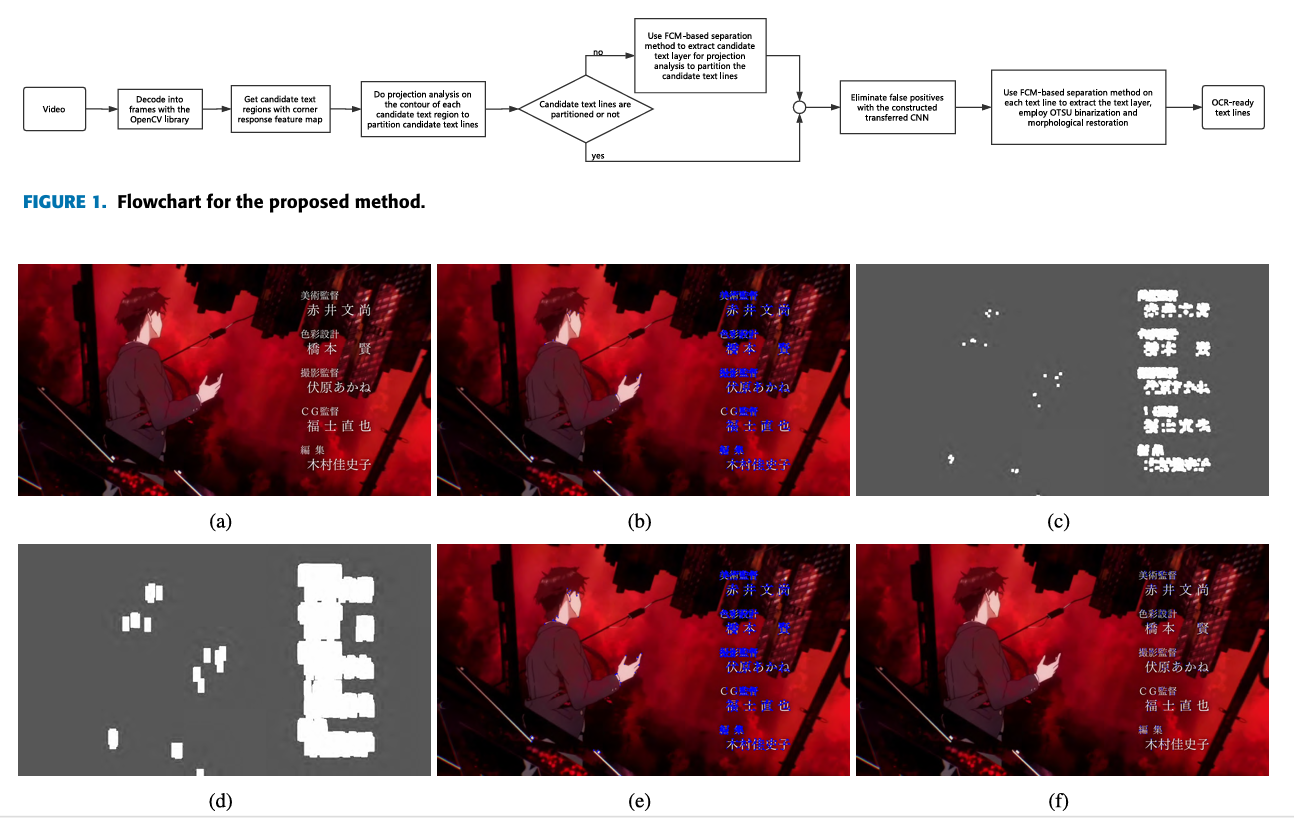 Video
Decode into
frames with the
OpenCV library
Get candidate text
regions with corner
response feature map
Do projection analysis on
the contour of each
candidate text region to
partition candidate text lines
Candidate text lines are
partitioned or not
no
Use FCM-based separation
method to extract candidate
text layer for projection
analysis to partition the
candidate text lines
yes
Eliminate false positives
with the constructed
transferred CNN
Use FCM-based separation method on
each text line to extract the text layer,
employ OTSU binarization and
morphological restoration
OCR-ready
text lines
FIGURE 1. Flowchart for the proposed method.
美術監督
赤井文尚
色彩設計
橋本 賢
撮影監督
伏原あかね
CG監督
福士直也
編集
木村佳史子
美術監督
赤井文尚
色彩設計
橋本 賢
撮影監督
伏原あかね
CG監督
福士直也
編集
木村佳史子
(a)
(b)
(c)
美術監督
赤井文尚
色彩設計
橋本 賢
撮影監督
伏原あかね
CG監督
福士直也
編集
木村佳史子
美術監督
赤井文尚
色彩設計
橋本 賢
撮影監督
伏原あかね
CG監督
福士直也
編集
木村佳史子
(d)
(e)
(f)